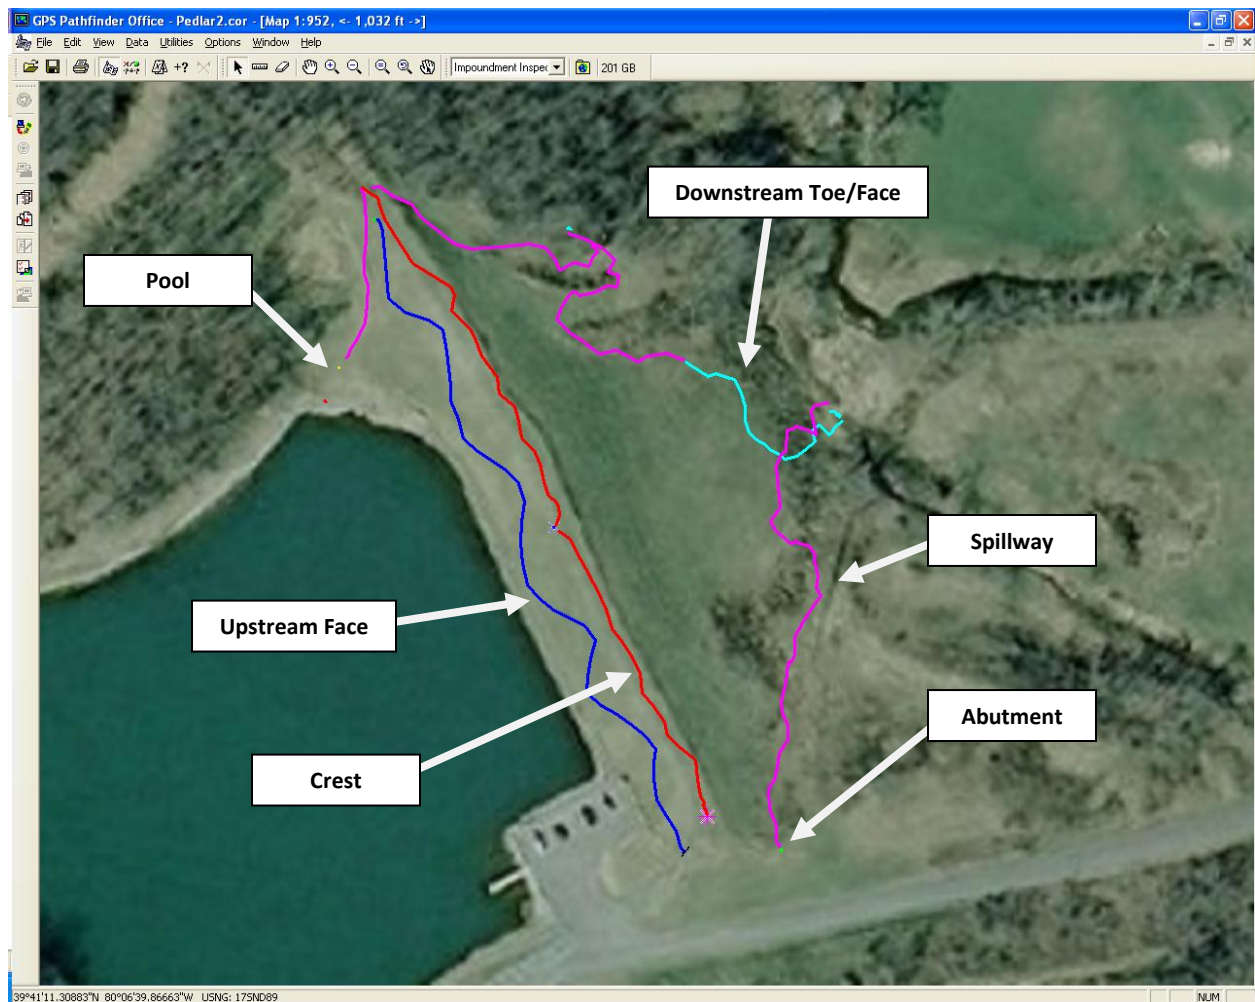 GPS Pathfinder Office - Pedlar2.cor - [Map 1:952, <- 1,032 ft ->]
File Edit View Data Utilities Options Window Help
+? Impoundment Inspec 201 GB
Downstream Toe/Face
Pool
Spillway
Upstream Face
Abutment
Crest
39°41'11.30883"N 80°06'39.86663"W USNG: 17SND89 NUM